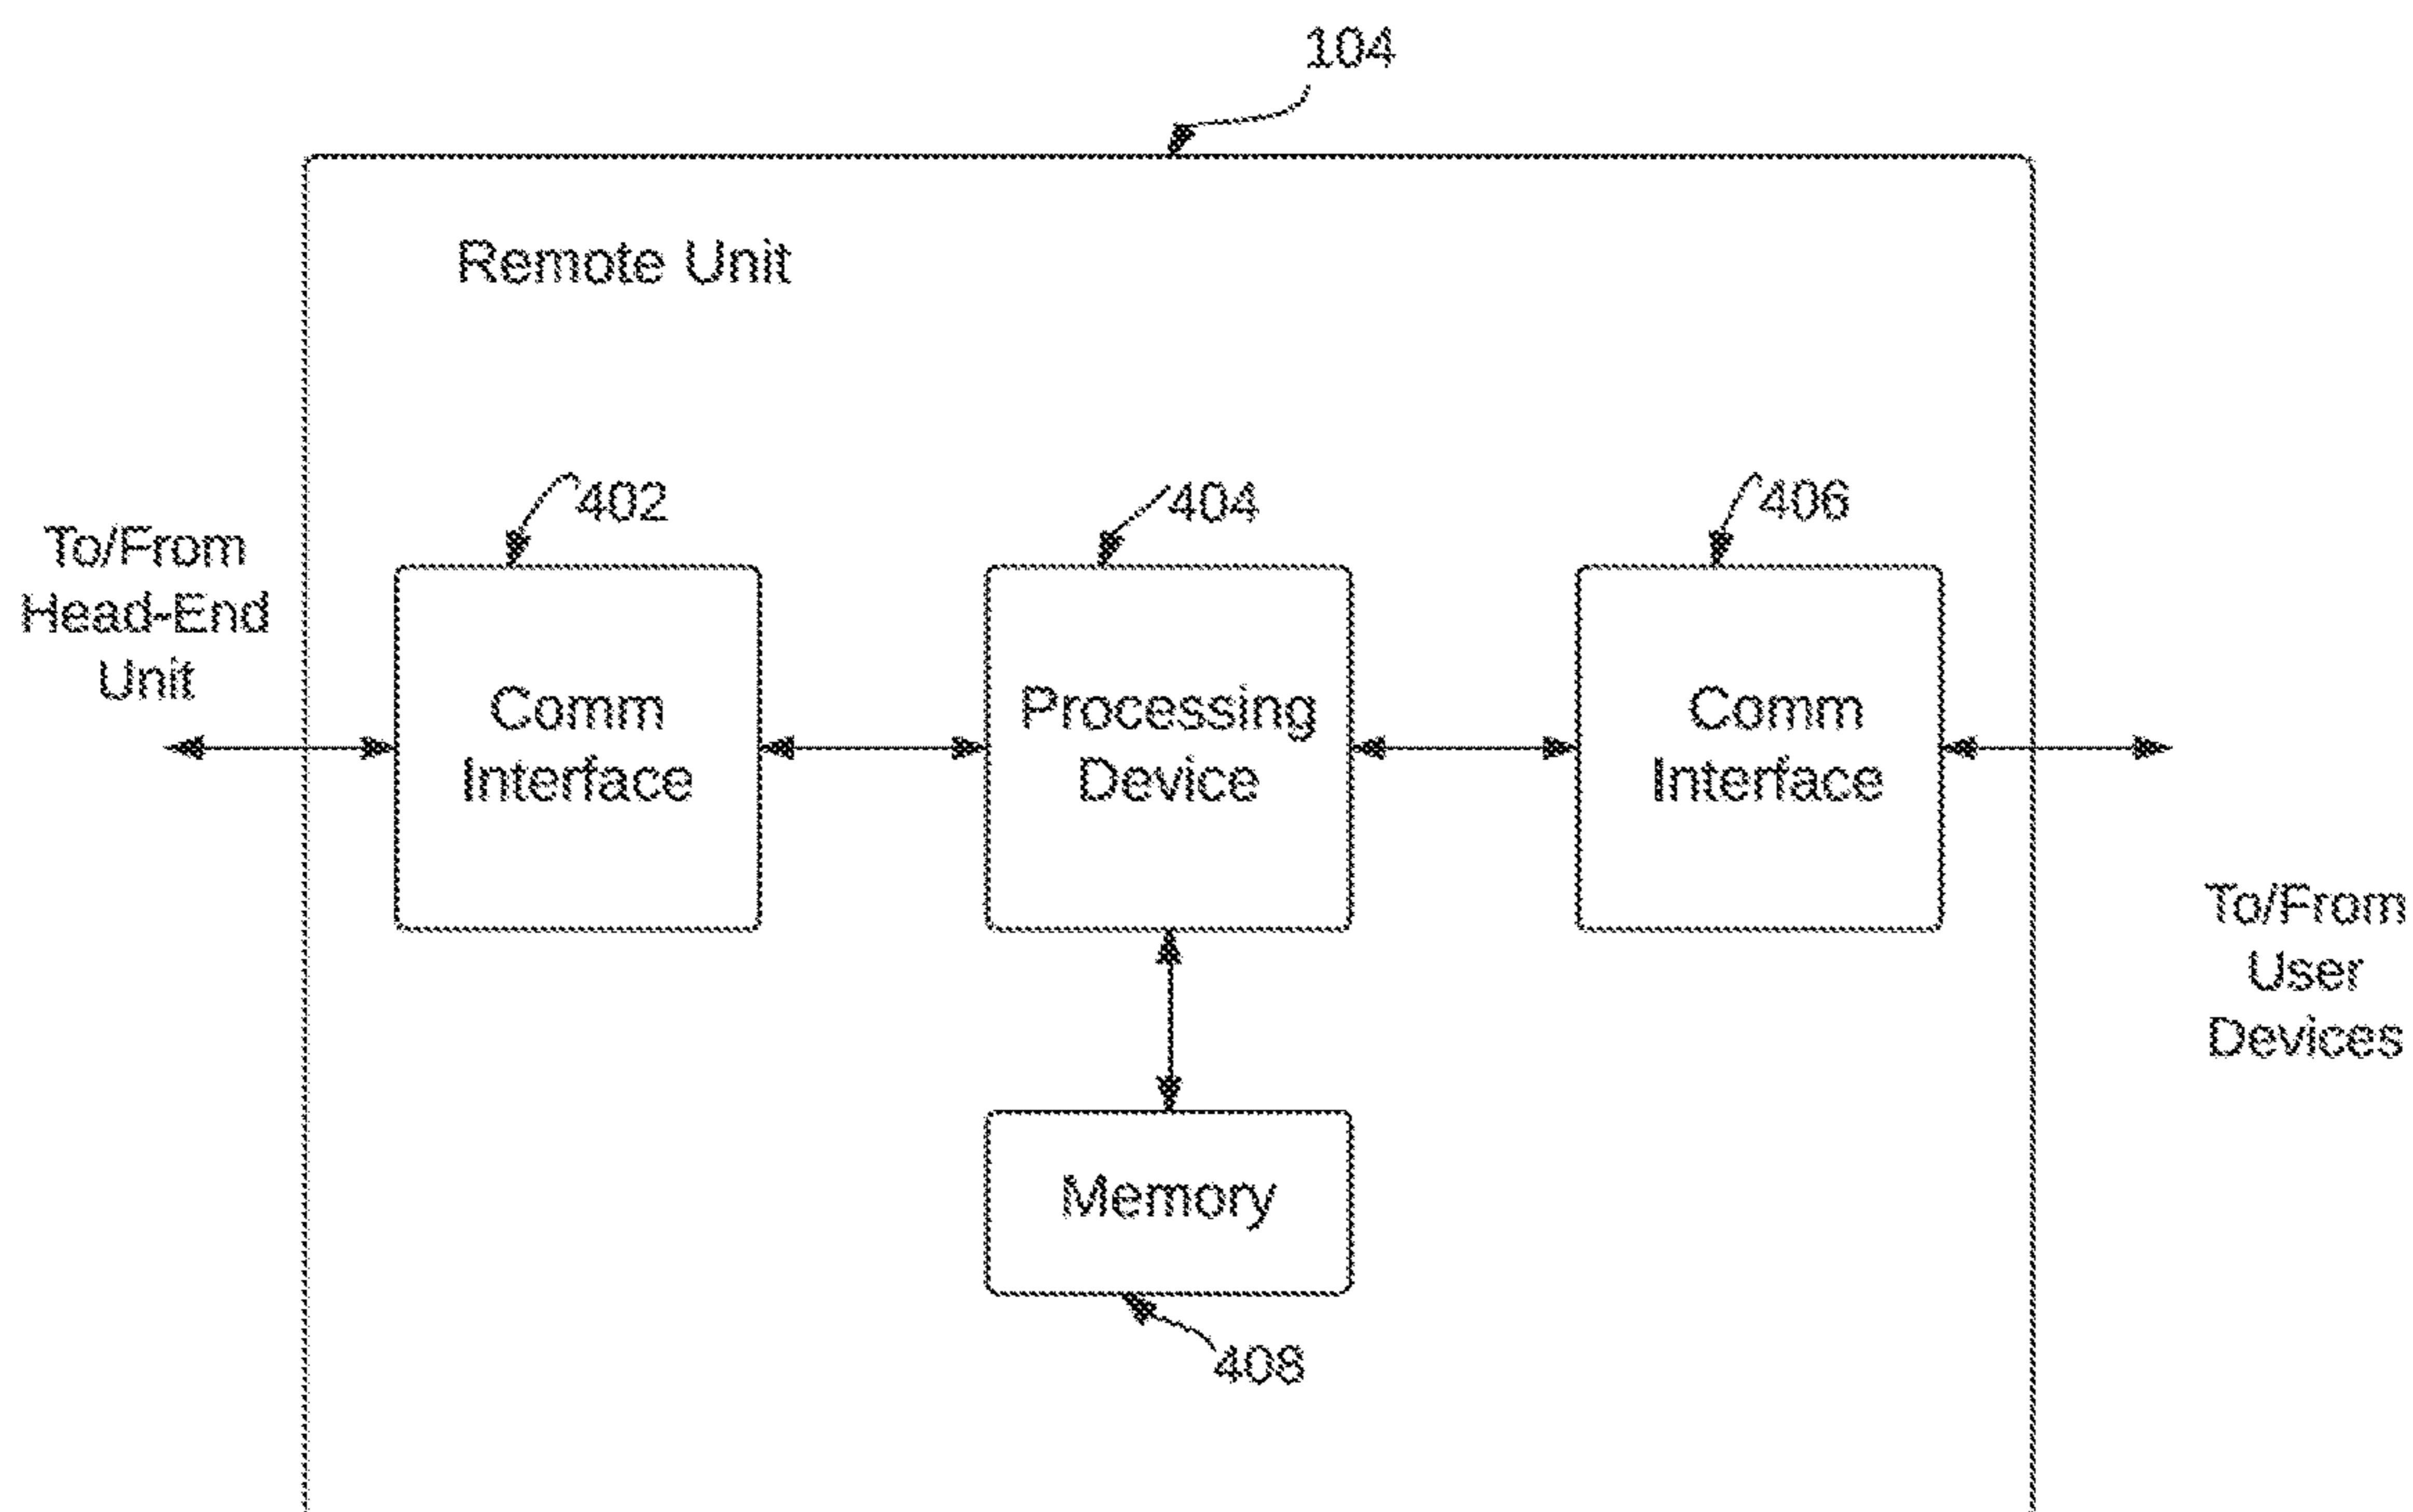 104
Remote Unit
402
404
406
To/From
Head-End
Unit
Comm
Interface
Processing
Device
Comm
Interface
To/From
User
Devices
Memory
408